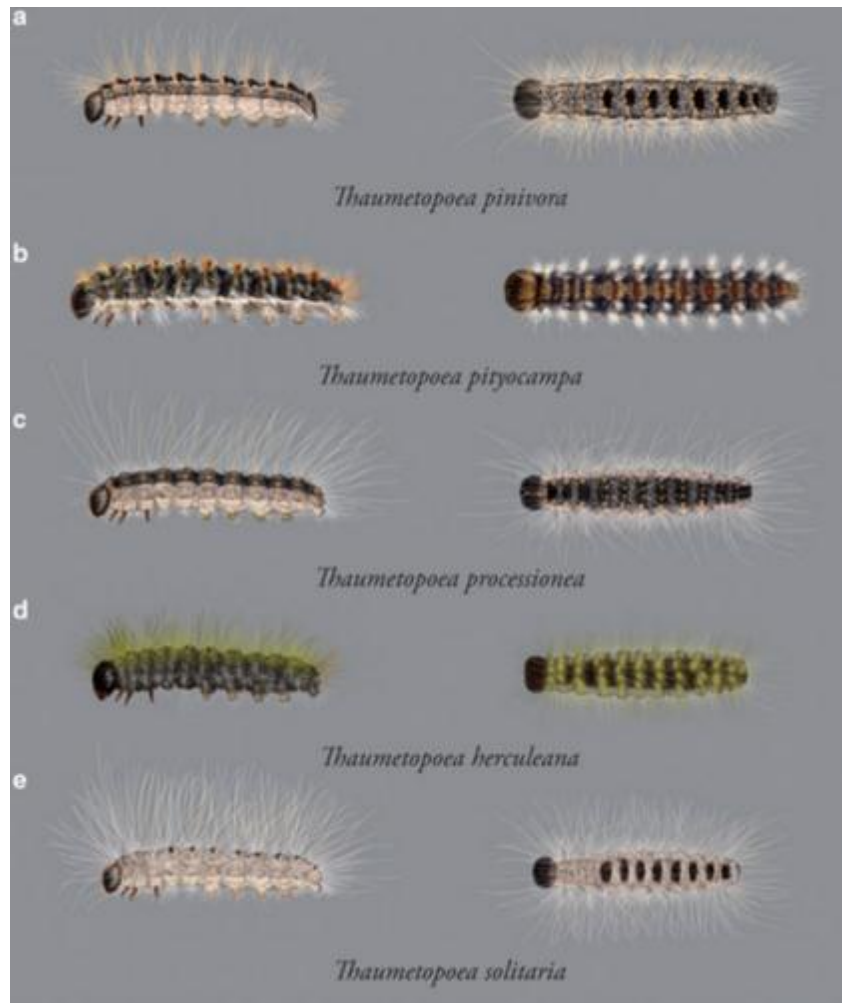 a
Thaumetopoea pinivora
b
Thaumetopoea pityocampa
c
Thaumetopoea processionea
d
Thaumetopoea herculeana
e
Thaumetopoea solitaria